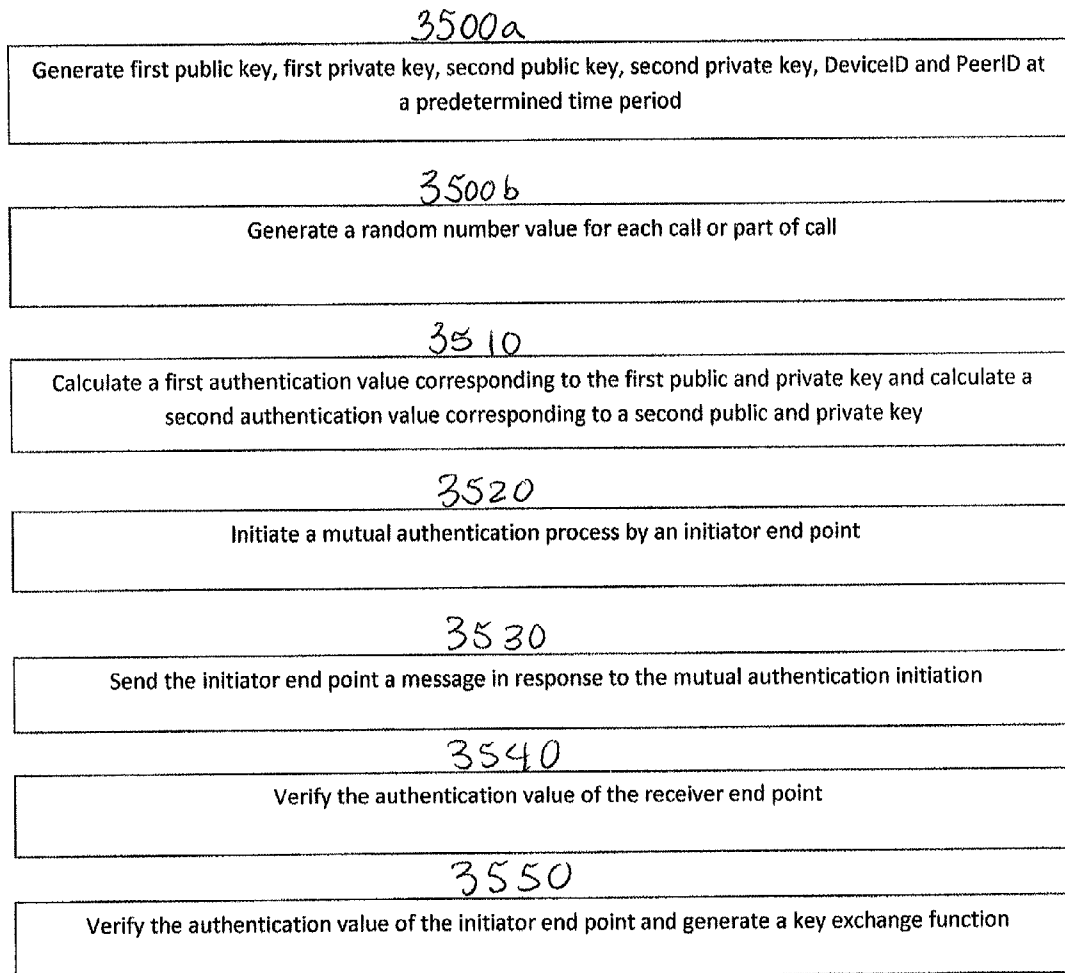 3500a
Generate first public key, first private key, second public key, second private key, DeviceID and PeerID at
a predetermined time period
3500b
Generate a random number value for each call or part of call
3510
Calculate a first authentication value corresponding to the first public and private key and calculate a
second authentication value corresponding to a second public and private key
3520
Initiate a mutual authentication process by an initiator end point
3530
Send the initiator end point a message in response to the mutual authentication initiation
3540
Verify the authentication value of the receiver end point
3550
Verify the authentication value of the initiator end point and generate a key exchange function